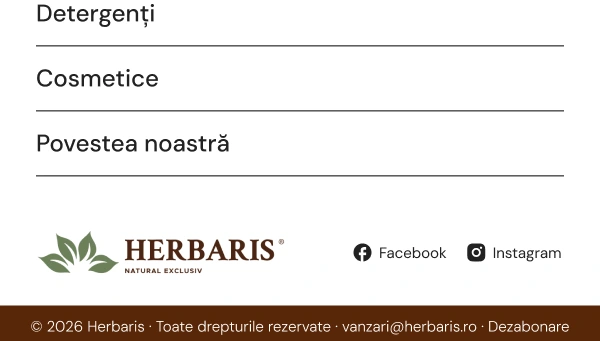 Detergenți
Cosmetice
Povestea noastră
HERBARIS®
NATURAL EXCLUSIV
Facebook
Instagram
© 2026 Herbaris · Toate drepturile rezervate · vanzari@herbaris.ro · Dezabonare